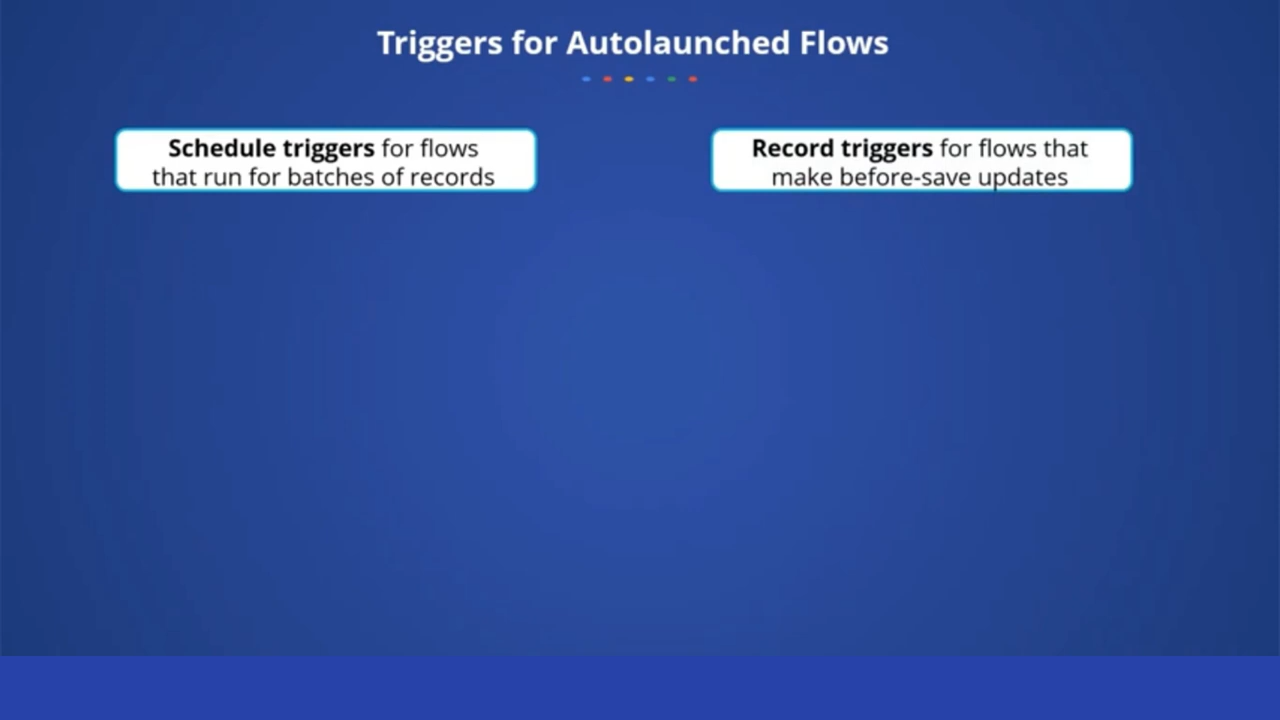 Triggers for Autolaunched Flows
Schedule triggers for flows
that run for batches of records
Record triggers for flows that
make before-save updates